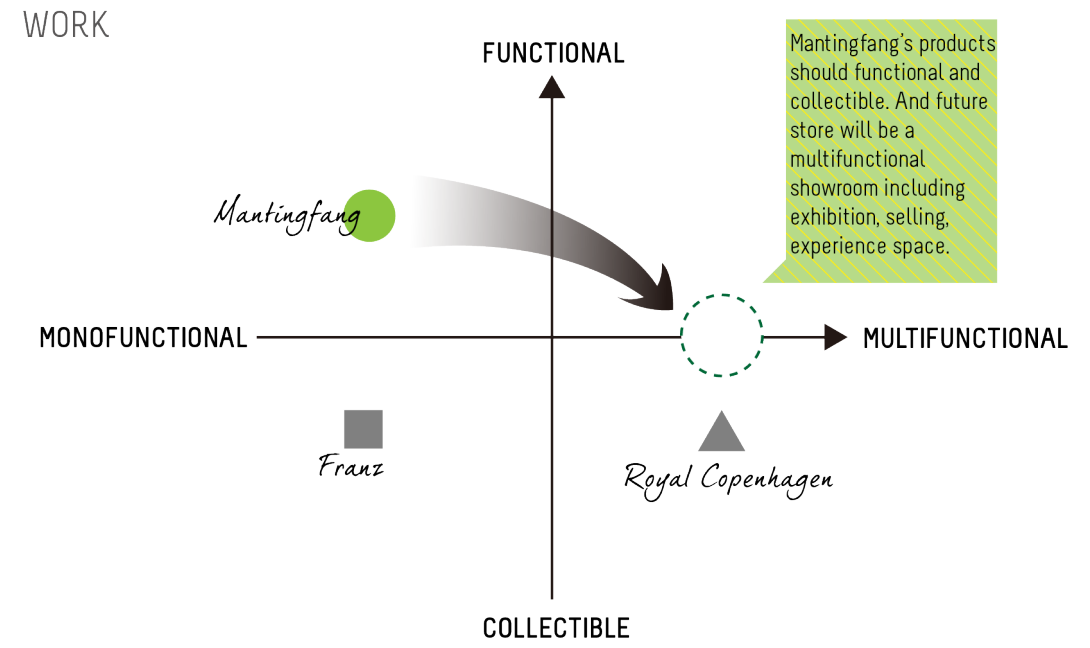 WORK
FUNCTIONAL
Mantingfang's products
should functional and
collectible. And future
store will be a
multifunctional
showroom including
exhibition, selling,
experience space.
Mantingfang
MONOFUNCTIONAL
MULTIFUNCTIONAL
Franz
Royal Copenhagen
COLLECTIBLE